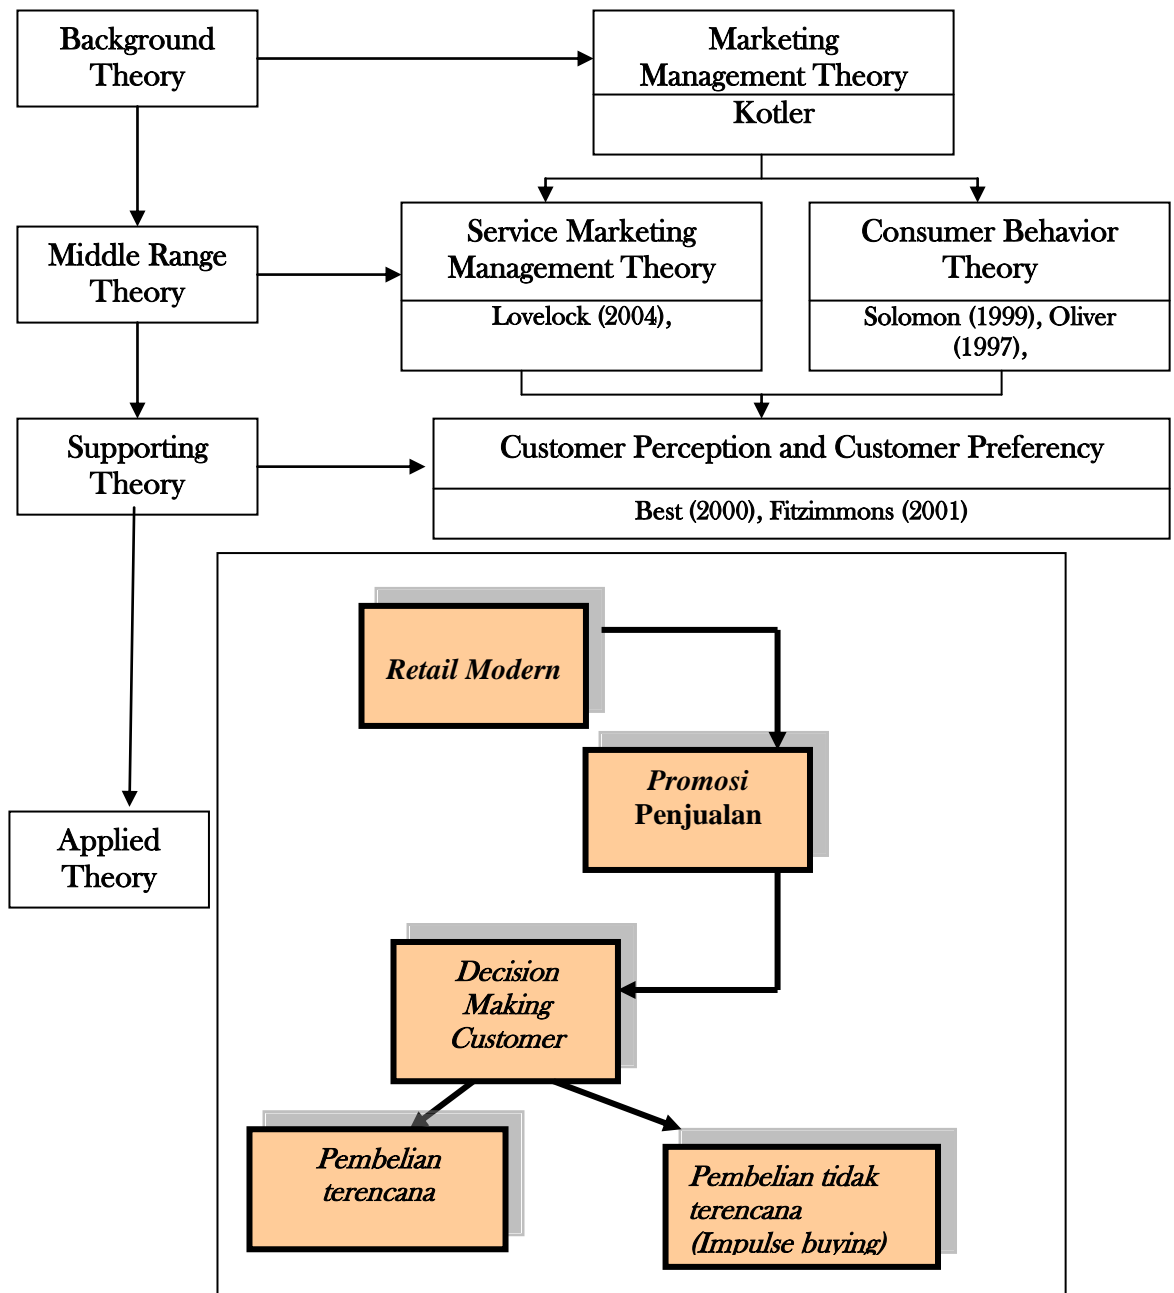 Background
Theory
Marketing
Management Theory
Kotler
Middle Range
Theory
Service Marketing
Management Theory
Lovelock (2004),
Consumer Behavior
Theory
Solomon (1999), Oliver
(1997),
Supporting
Theory
Customer Perception and Customer Preferency
Best (2000), Fitzimmons (2001)
Retail Modern
Promosi
Penjualan
Applied
Theory
Decision
Making
Customer
Pembelian
terencana
Pembelian tidak
terencana
(Impulse buying)